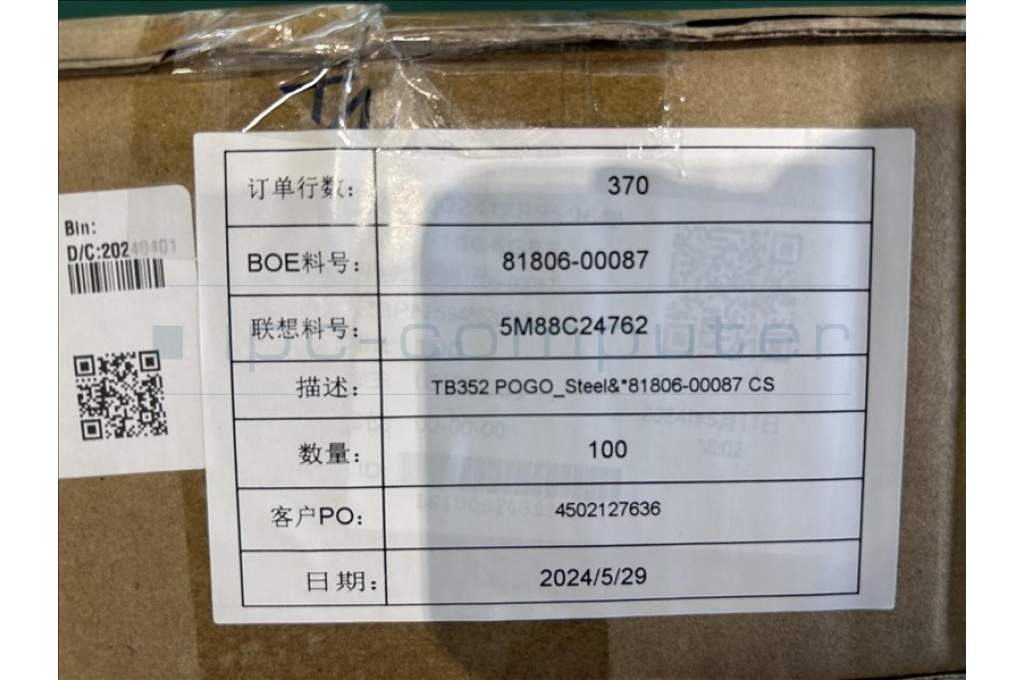 Bin:
D/C:20240401
订单行数: 370
BOE料号: 81806-00087
联想料号: 5M88C24762
描述: TB352 POGO_Steel&*81806-00087 CS
数量: 100
客户PO: 4502127636
日期: 2024/5/29
ipc-computer